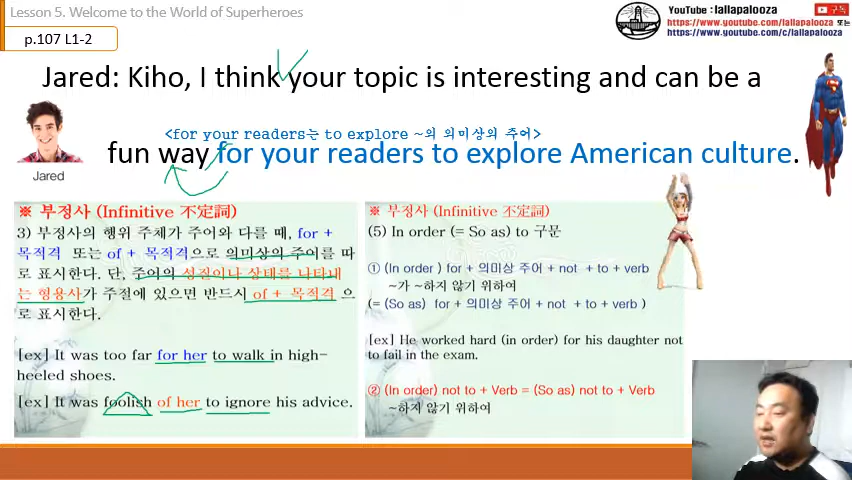 Lesson 5. Welcome to the World of Superheroes
p.107 L1-2
YouTube : lallapalooza
구독
https://www.youtube.com/lallapalooza 또는
https://www.youtube.com/c/lallapalooza
Jared: Kiho, I think your topic is interesting and can be a
<for your readers는 to explore ~의 의미상의 주어>
fun way for your readers to explore American culture.
Jared
※ 부정사 (Infinitive 不定詞)
3) 부정사의 행위 주체가 주어와 다를 때, for +
목적격 또는 of + 목적격으로 의미상의 주어를 따
로 표시한다. 단, 주어의 성질이나 상태를 나타내
는 형용사가 주절에 있으면 반드시 of + 목적격 으
로 표시한다.
[ex] It was too far for her to walk in high-
heeled shoes.
[ex] It was foolish of her to ignore his advice.
※ 부정사 (Infinitive 不定詞)
(5) In order (= So as) to 구문
① (In order ) for + 의미상 주어 + not + to + verb
~가 ~하지 않기 위하여
(= (So as) for + 의미상 주어 + not + to + verb )
[ex] He worked hard (in order) for his daughter not
to fail in the exam.
② (In order) not to + Verb = (So as) not to + Verb
~하지 않기 위하여